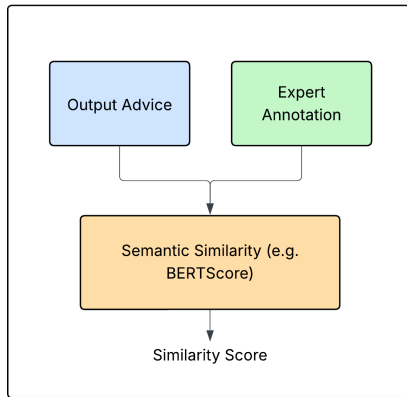 Output Advice
Expert
Annotation
Semantic Similarity (e.g.
BERTScore)
Similarity Score